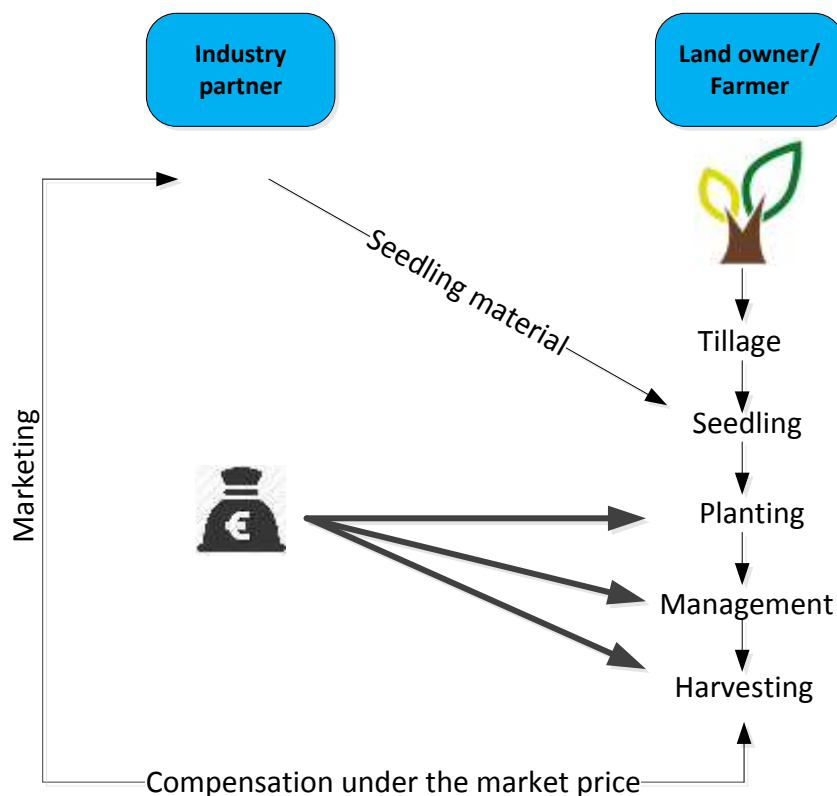 Industry
partner
Land owner/
Farmer
Seedling material
Tillage
Seedling
Marketing
€
Planting
Management
Harvesting
Compensation under the market price